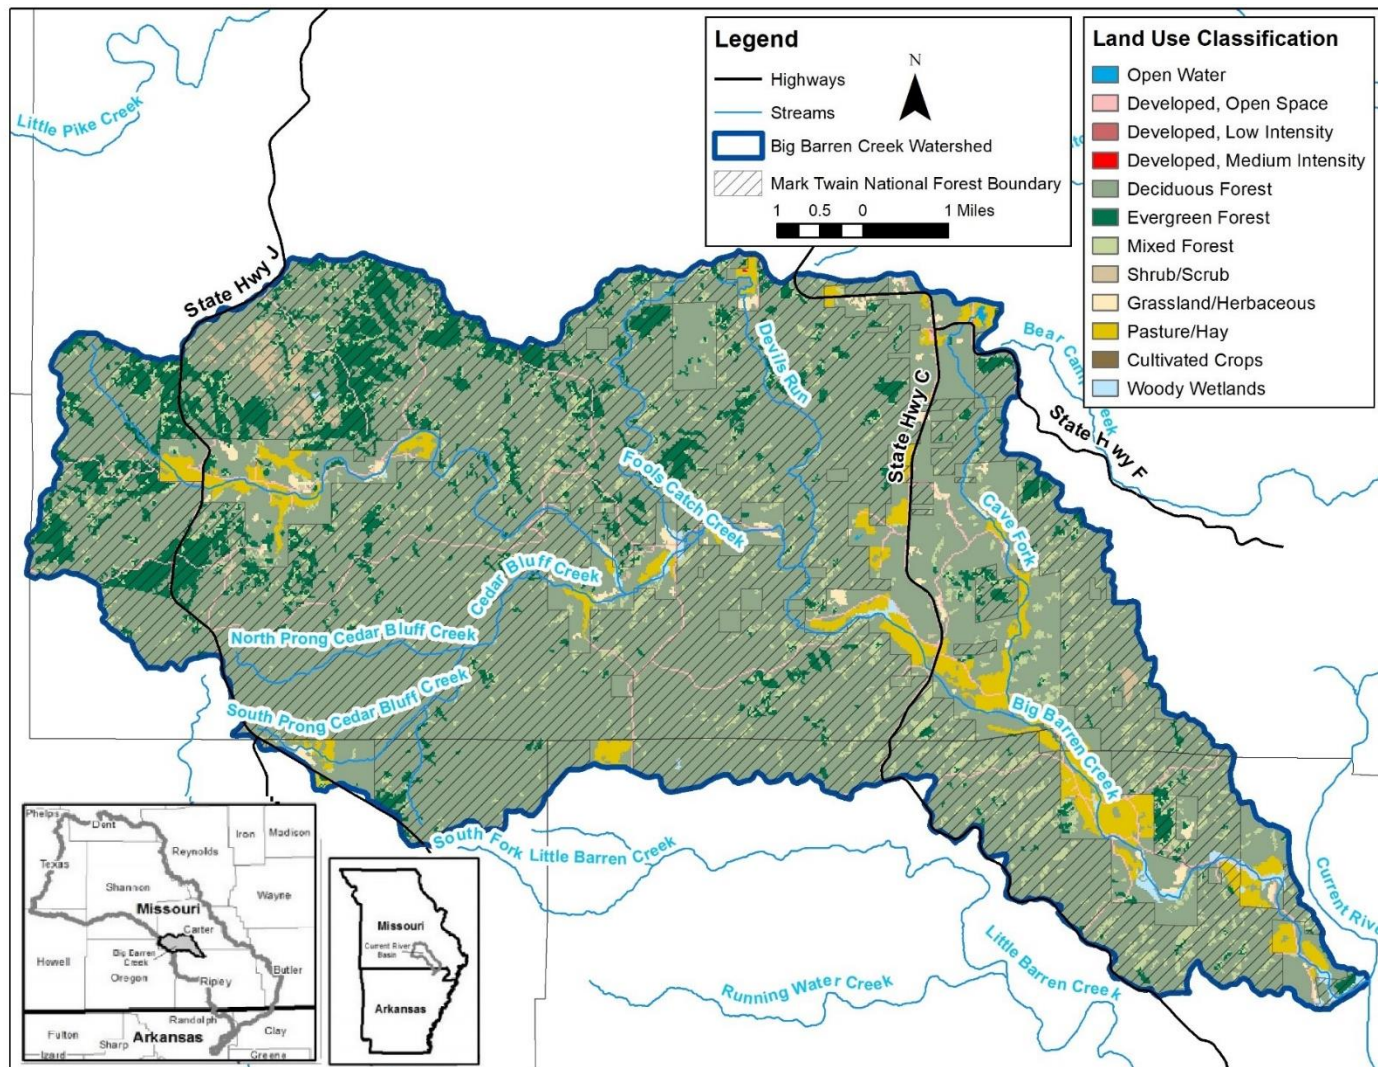 Legend
N
Highways
Streams
Big Barren Creek Watershed
Mark Twain National Forest Boundary
1 0.5 0 1 Miles
Land Use Classification
Open Water
Developed, Open Space
Developed, Low Intensity
Developed, Medium Intensity
Deciduous Forest
Evergreen Forest
Mixed Forest
Shrub/Scrub
Grassland/Herbaceous
Pasture/Hay
Cultivated Crops
Woody Wetlands
Little Pike Creek
State Hwy J
Devils Run
State Hwy C
State Hwy F
Fools Catch Creek
Cave Fork
Cedar Bluff Creek
North Prong Cedar Bluff Creek
South Prong Cedar Bluff Creek
Big Barren Creek
South Fork Little Barren Creek
Little Barren Creek
Running Water Creek
Phelps
Dent
Iron
Madison
Texas
Reynolds
Shannon
Wayne
Missouri
Carter
Big Barren
Creek
Howell
Oregon
Ripley
Butler
Randolph
Fulton
Sharp
Arkansas
Clay
Izard
Greene
Missouri
Current River
Basin
Arkansas